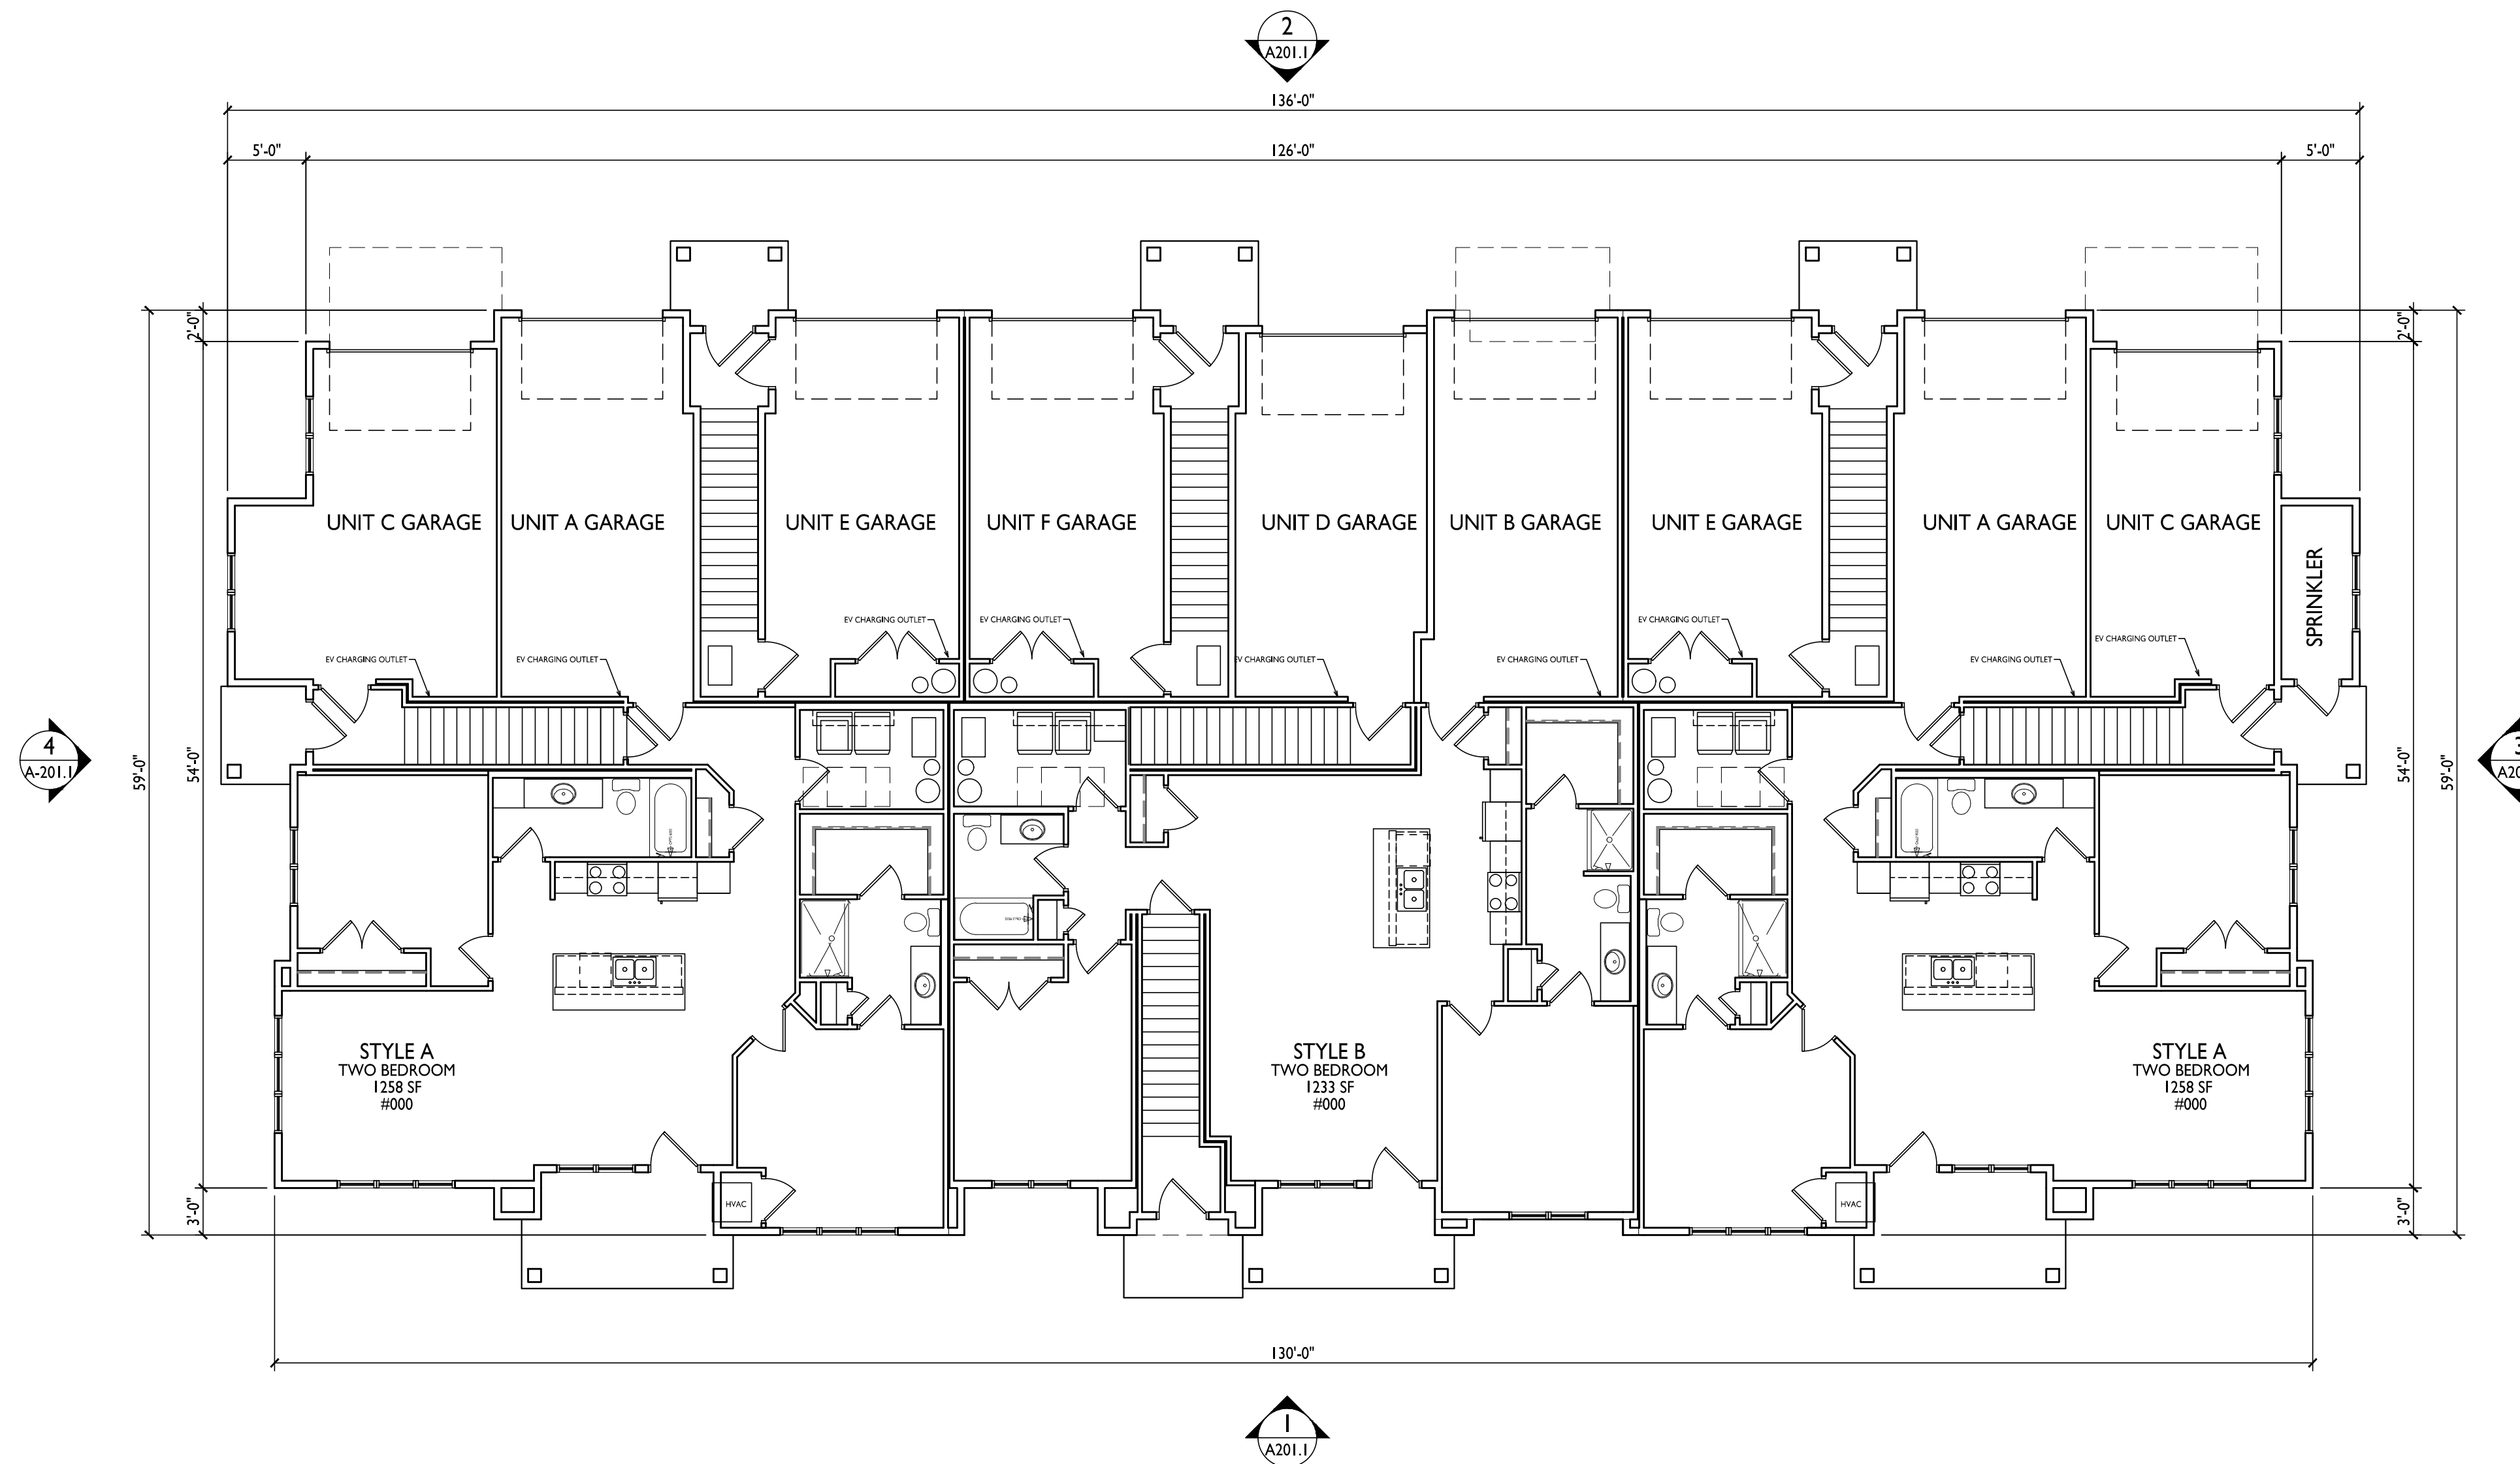 2
A201.1
136'-0"
5'-0"
126'-0"
5'-0"
2'-0"
2'-0"
UNIT C GARAGE
UNIT A GARAGE
UNIT E GARAGE
UNIT F GARAGE
UNIT D GARAGE
UNIT B GARAGE
UNIT E GARAGE
UNIT A GARAGE
UNIT C GARAGE
SPRINKLER
EV CHARGING OUTLET
EV CHARGING OUTLET
EV CHARGING OUTLET
EV CHARGING OUTLET
EV CHARGING OUTLET
EV CHARGING OUTLET
EV CHARGING OUTLET
EV CHARGING OUTLET
EV CHARGING OUTLET
4
A-201.1
59'-0"
54'-0"
54'-0"
59'-0"
3
STYLE A
TWO BEDROOM
1258 SF
#000
STYLE B
TWO BEDROOM
1233 SF
#000
STYLE A
TWO BEDROOM
1258 SF
#000
HVAC
HVAC
3'-0"
3'-0"
130'-0"
1
A201.1